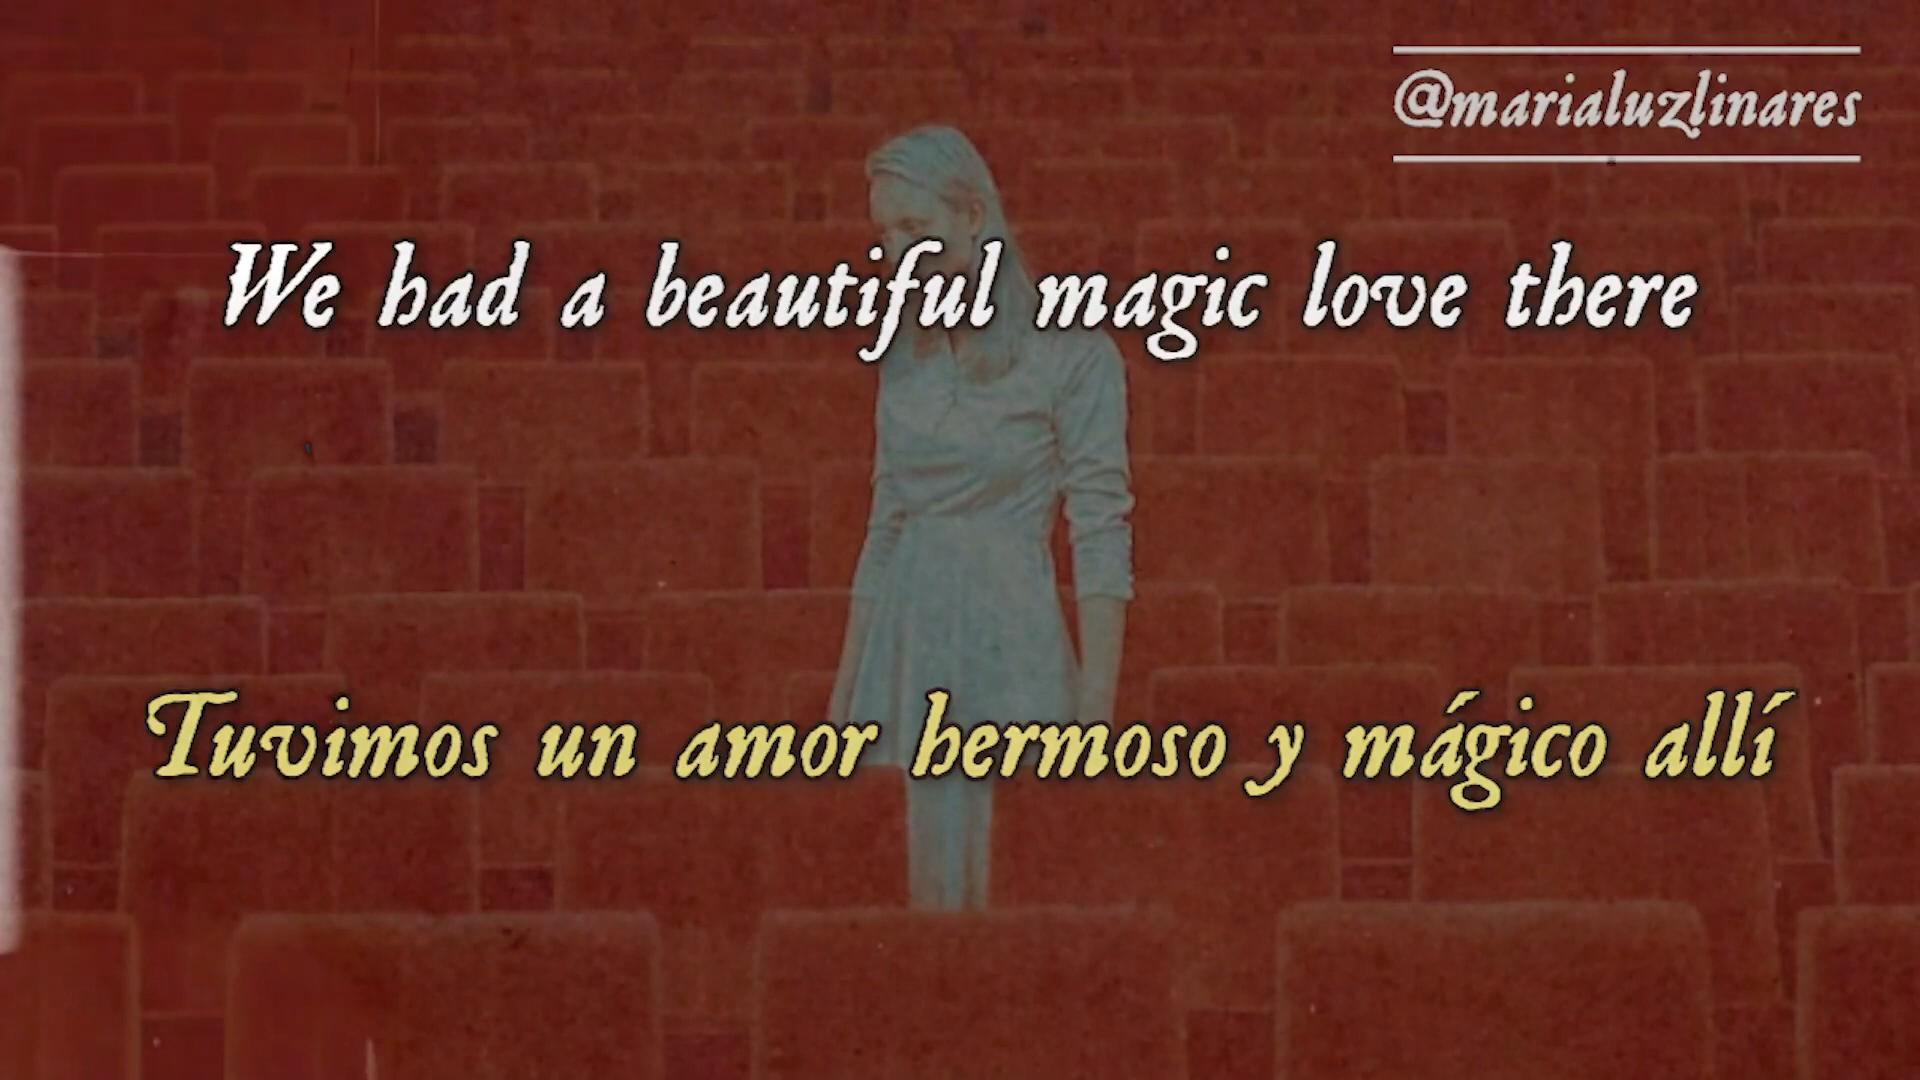 @marialuzlinares
We had a beautiful magic love there
Tuvimos un amor hermoso y mágico allí